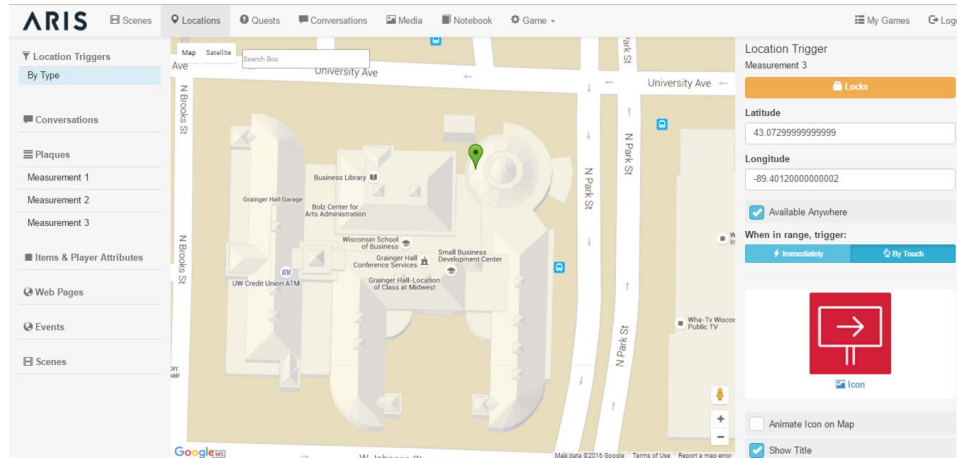 ARIS
Scenes
Locations
Quests
Conversations
Media
Notebook
Game
My Games
Location Triggers
By Type
Conversations
Plaques
Measurement 1
Measurement 2
Measurement 3
Items & Player Attributes
Web Pages
Events
Scenes
Map
Satellite
Search Box
Ave
University Ave
University Ave
Park St
N Brooks St
N Brooks St
N Park St
N Park St
N Park St
Business Library
Grainger Hall Garage
Bolz Center for
Arts Administration
Wisconsin School
of Business
Grainger Hall
Conference Services
Small Business
Development Center
Grainger Hall-Location
of Class at Midwest
UW Credit Union ATM
ATM
Wha-Tv Wiscor
Public TV
Google
Map data ©2016 Google
Terms of Use
Report a map error
Location Trigger
Measurement 3
Locks
Latitude
43.07299999999999
Longitude
-89.40120000000002
Available Anywhere
When in range, trigger:
Immediately
By Touch
Icon
Animate Icon on Map
Show Title